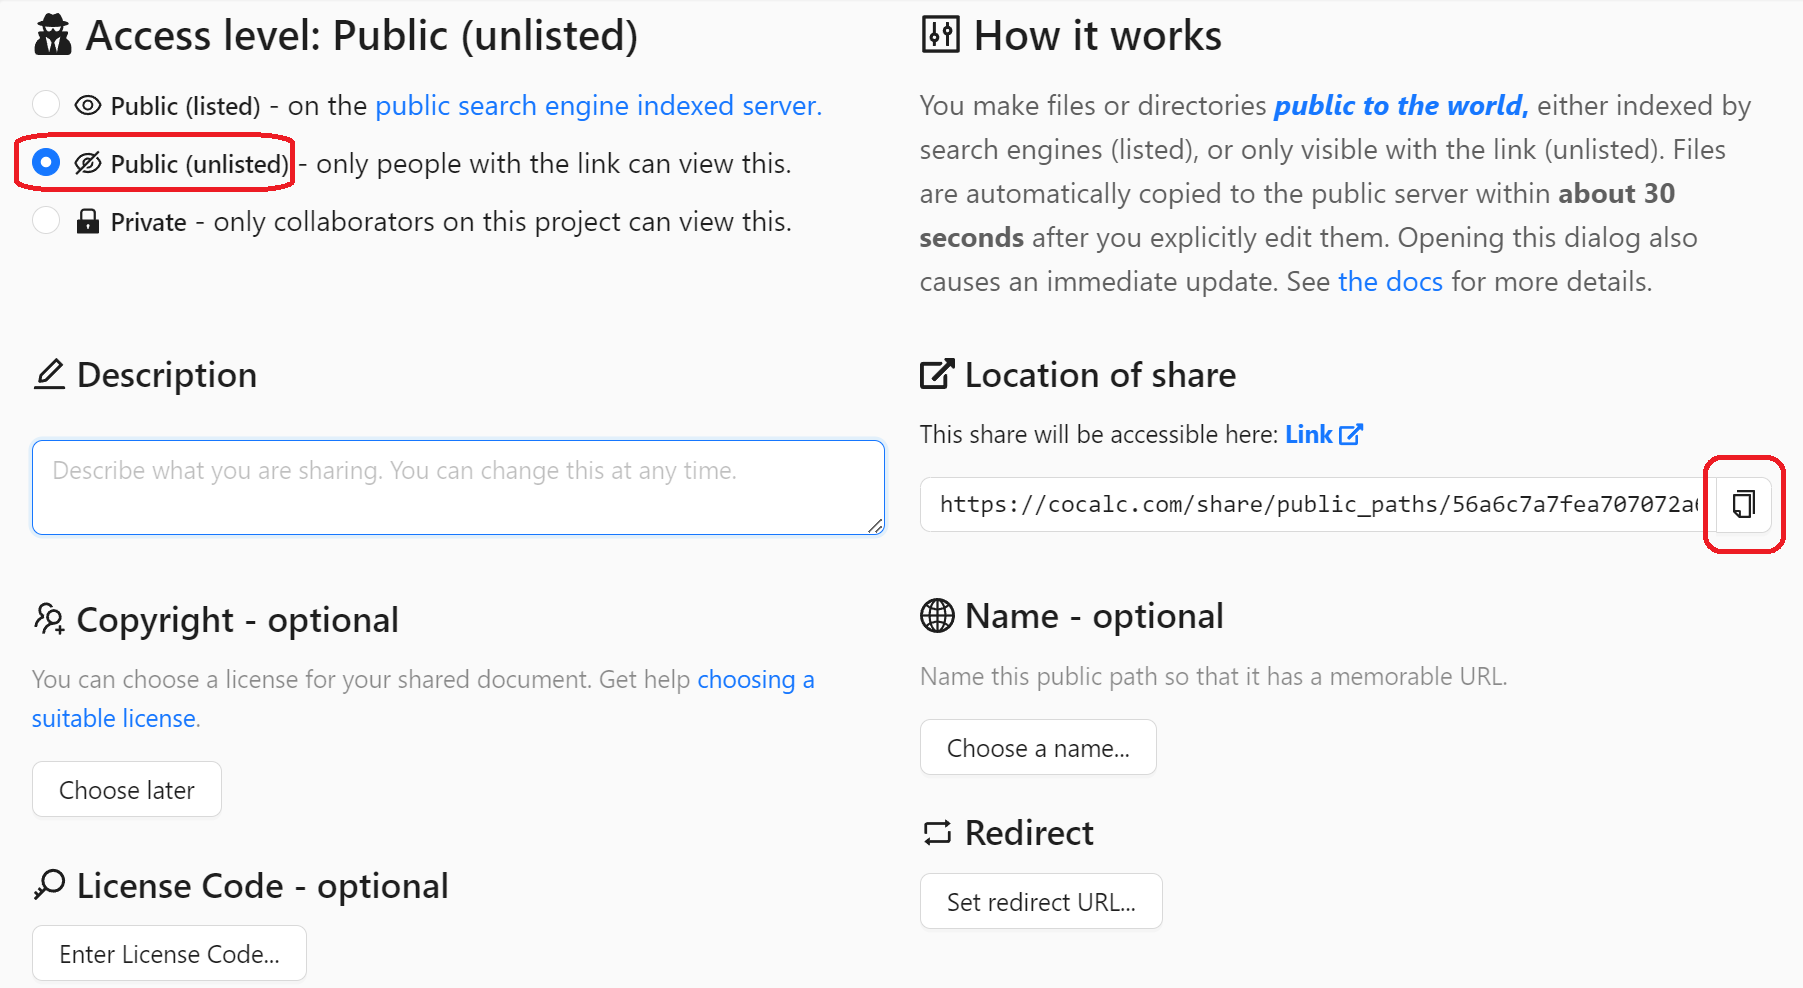 Access level: Public (unlisted)
Public (listed) - on the public search engine indexed server.
Public (unlisted) - only people with the link can view this.
Private - only collaborators on this project can view this.
How it works
You make files or directories public to the world, either indexed by
search engines (listed), or only visible with the link (unlisted). Files
are automatically copied to the public server within about 30
seconds after you explicitly edit them. Opening this dialog also
causes an immediate update. See the docs for more details.
Description
Describe what you are sharing. You can change this at any time.
Location of share
This share will be accessible here: Link
https://cocalc.com/share/public_paths/56a6c7a7fea707072a
Copyright - optional
You can choose a license for your shared document. Get help choosing a
suitable license.
Choose later
Name - optional
Name this public path so that it has a memorable URL.
Choose a name...
Redirect
Set redirect URL...
License Code - optional
Enter License Code...